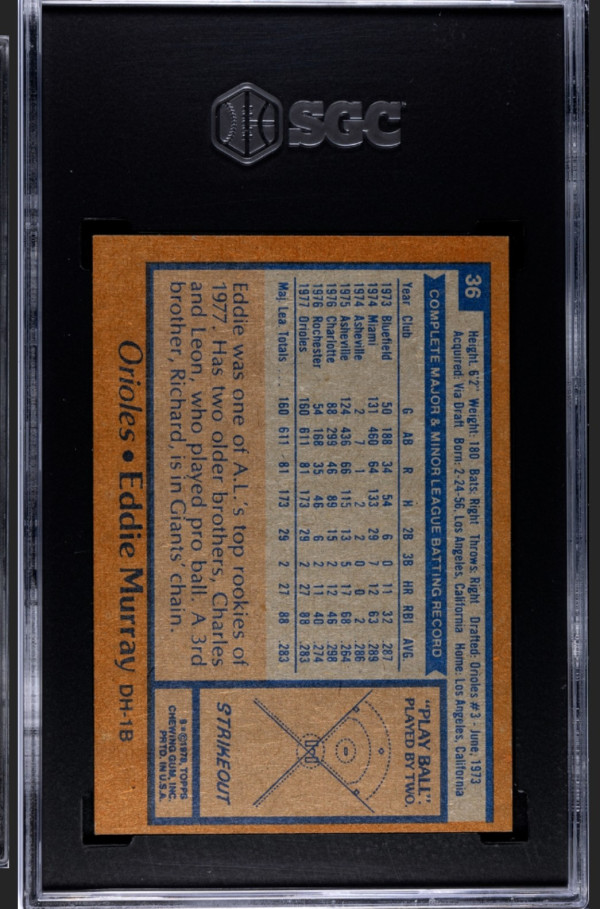 SGC
36
Height: 6'2" Weight: 180 Bats: Right Throws: Right Drafted: Orioles #3 - June, 1973
Acquired: Via Draft Born: 2-24-56, Los Angeles, California Home: Los Angeles, California
COMPLETE MAJOR & MINOR LEAGUE BATTING RECORD
Year Club G AB R H 2B 3B HR RBI AVG.
1973 Bluefield 50 188 34 54 6 0 11 32 .287
1974 Miami 131 460 64 133 29 7 12 63 .289
1974 Asheville 2 7 1 2 2 0 0 2 .286
1975 Asheville 124 436 66 115 13 5 17 68 .264
1976 Charlotte 88 299 46 89 15 2 12 46 .298
1976 Rochester 54 168 35 46 6 2 11 40 .274
1977 Orioles 160 611 81 173 29 2 27 88 .283
Maj. Lea. Totals 160 611 81 173 29 2 27 88 .283
Eddie was one of A.L.'s top rookies of
1977. Has two older brothers, Charles
and Leon, who played pro ball. A 3rd
brother, Richard, is in Giants' chain.
"PLAY BALL"
PLAYED BY TWO.
STRIKEOUT
©1978, TOPPS
CHEWING GUM, INC.
PRTD. IN U.S.A.
Orioles • Eddie Murray DH-1B